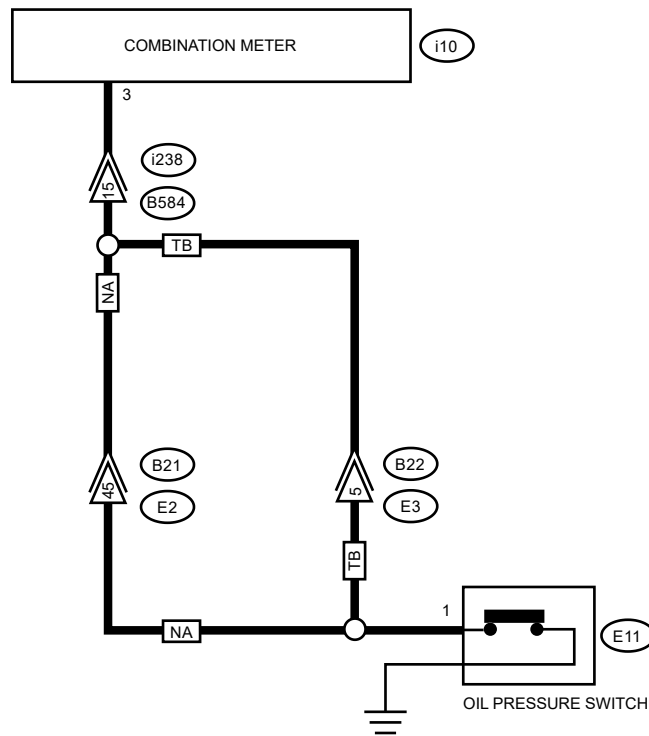 COMBINATION METER
i10
3
i238
15
B584
TB
NA
B21
45
E2
B22
5
E3
TB
1
NA
E11
OIL PRESSURE SWITCH